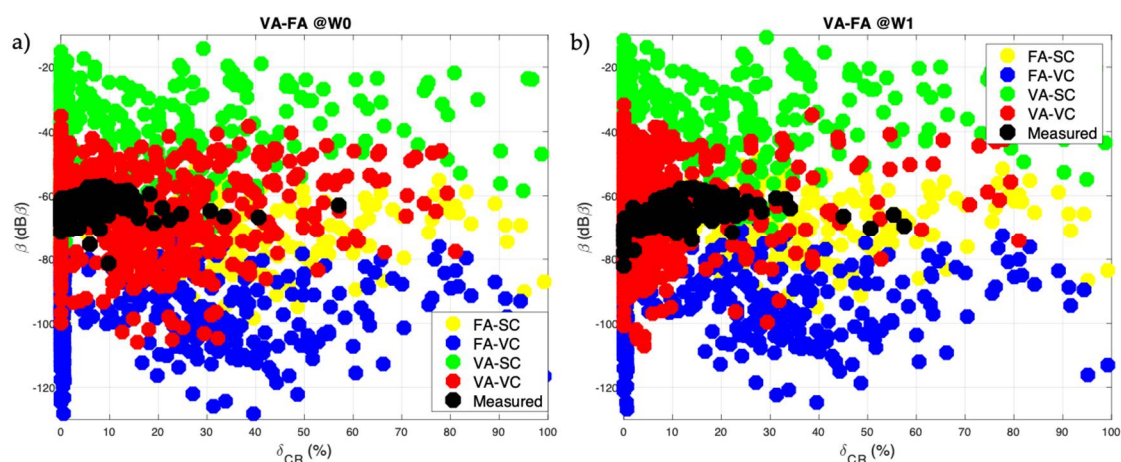 a)
VA-FA @W0
-20
-40
-60
-80
-100
-120
β (dBβ)
0 10 20 30 40 50 60 70 80 90 100
δCR (%)
FA-SC
FA-VC
VA-SC
VA-VC
Measured
b)
VA-FA @W1
-20
-40
-60
-80
-100
-120
β (dBβ)
0 10 20 30 40 50 60 70 80 90 100
δCR (%)
FA-SC
FA-VC
VA-SC
VA-VC
Measured